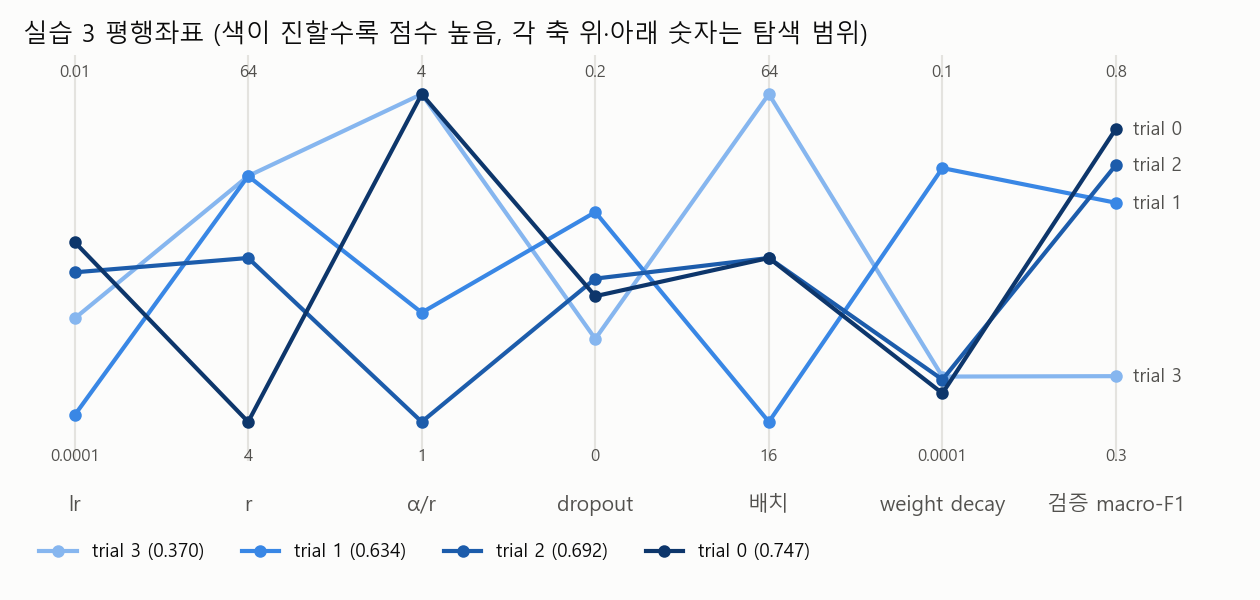 실습 3 평행좌표 (색이 진할수록 점수 높음, 각 축 위·아래 숫자는 탐색 범위)
0.01 64 4 0.2 64 0.1 0.8
trial 0
trial 2
trial 1
trial 3
0.0001 4 1 0 16 0.0001 0.3
lr r α/r dropout 배치 weight decay 검증 macro-F1
trial 3 (0.370) trial 1 (0.634) trial 2 (0.692) trial 0 (0.747)